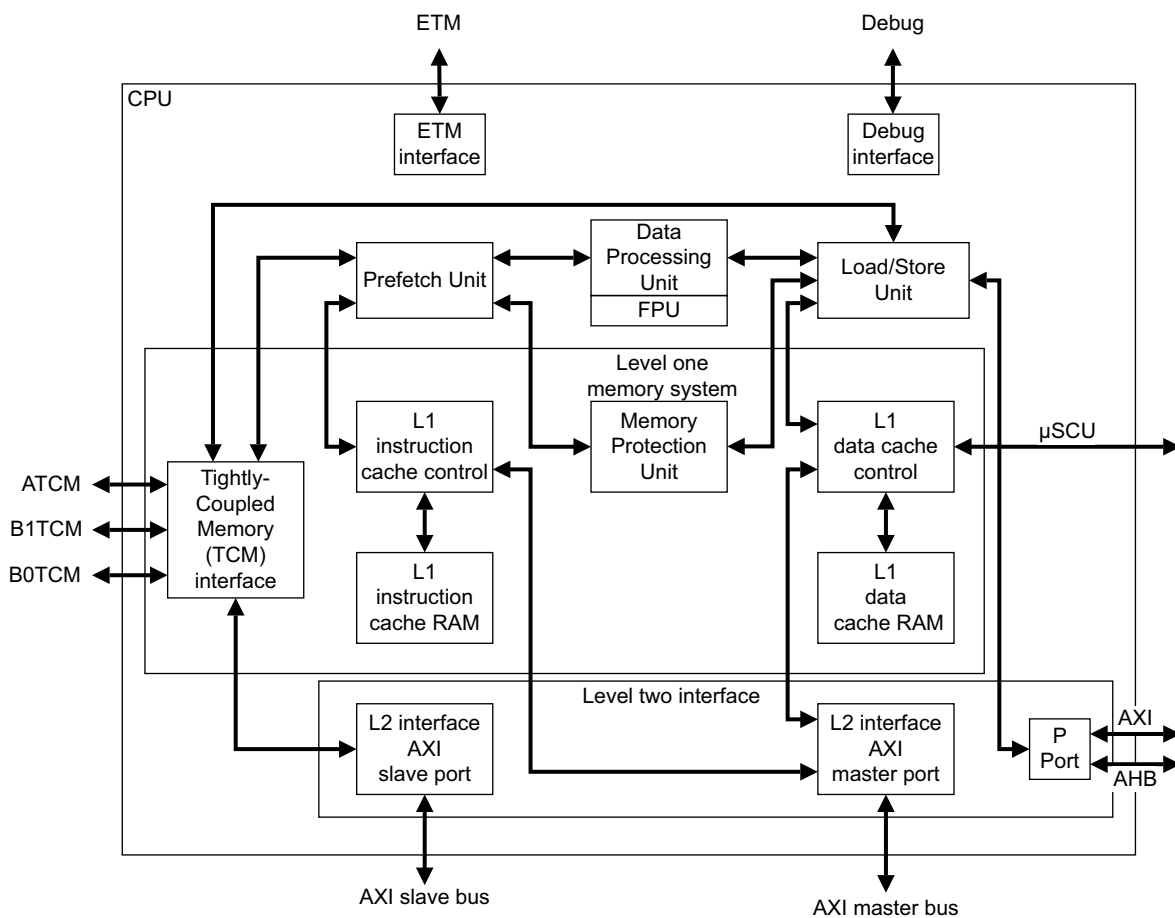 ETM
Debug
CPU
ETM
interface
Debug
interface
Prefetch Unit
Data
Processing
Unit
FPU
Load/Store
Unit
Level one
memory system
L1
instruction
cache control
Memory
Protection
Unit
L1
data cache
control
µSCU
ATCM
B1TCM
B0TCM
Tightly-
Coupled
Memory
(TCM)
interface
L1
instruction
cache RAM
L1
data
cache RAM
Level two interface
L2 interface
AXI
slave port
L2 interface
AXI
master port
P
Port
AXI
AHB
AXI slave bus
AXI master bus